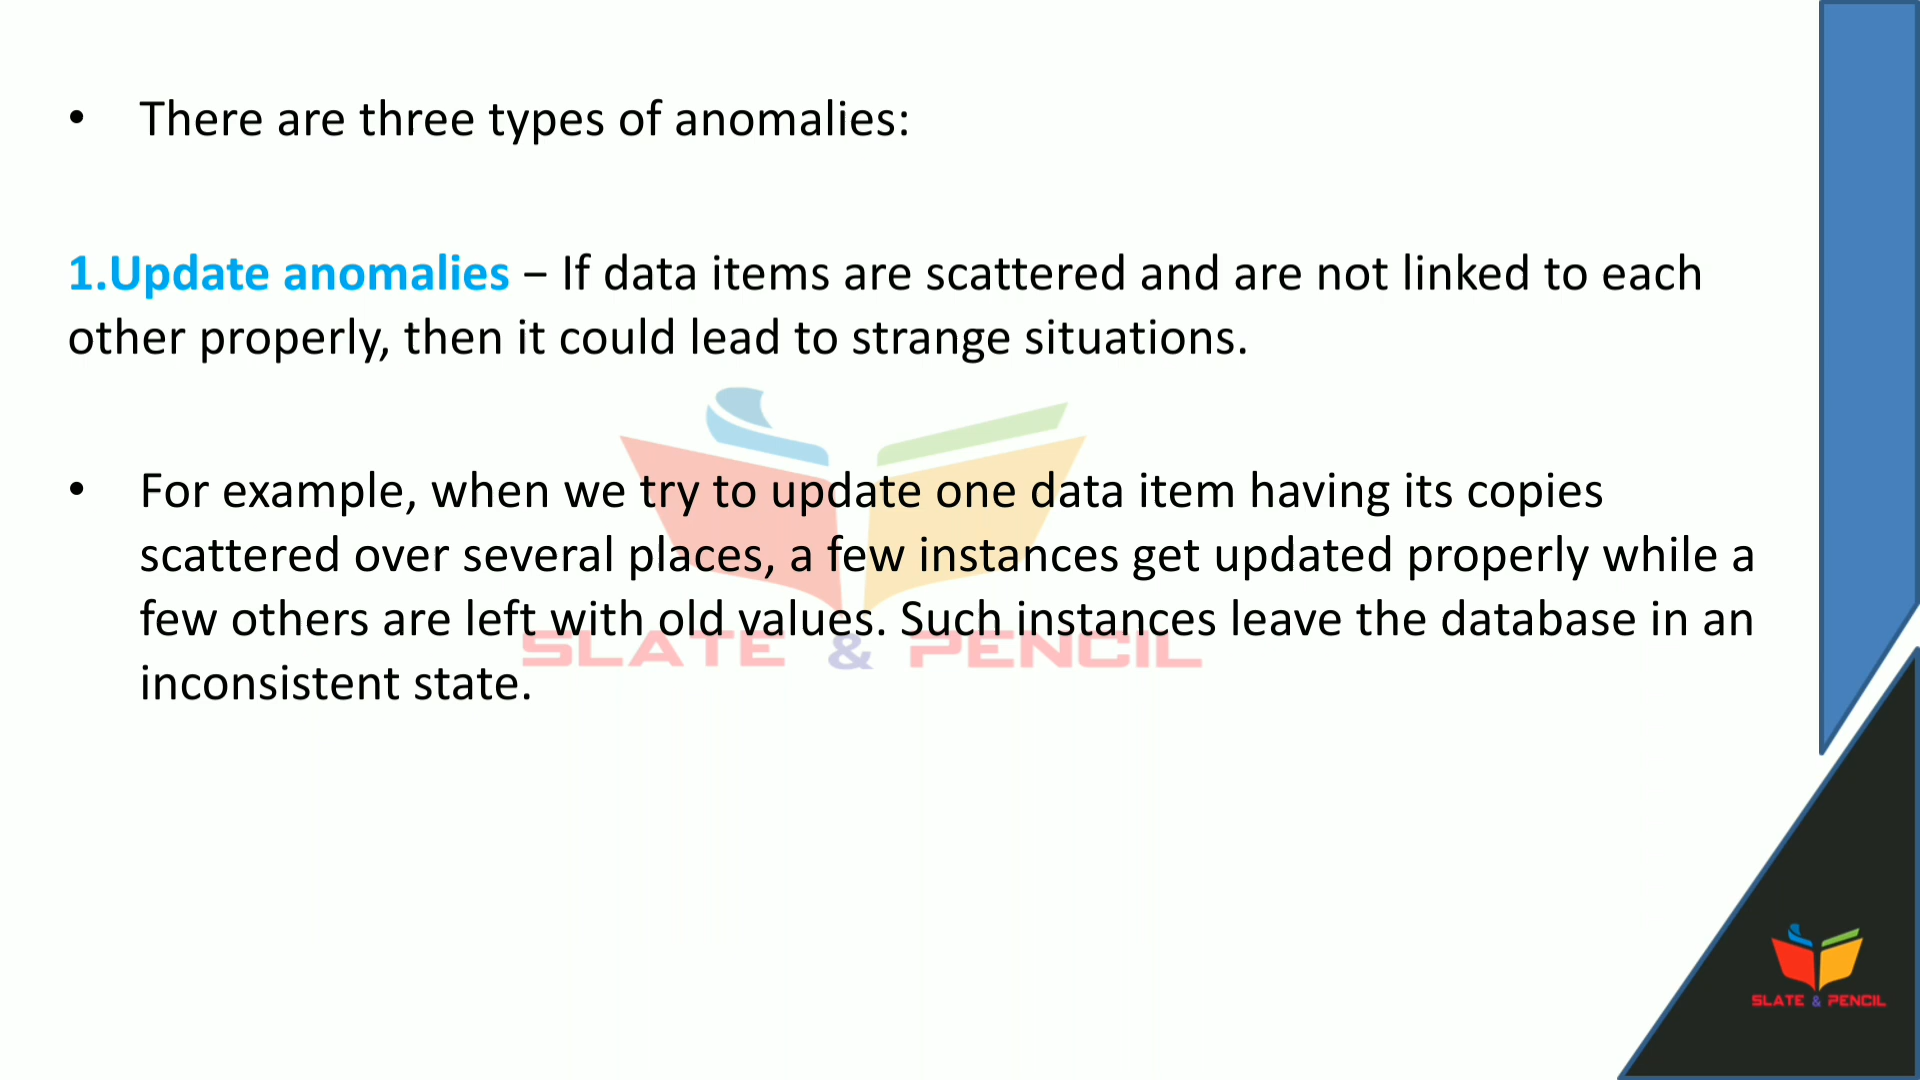 • There are three types of anomalies:
1.Update anomalies – If data items are scattered and are not linked to each
other properly, then it could lead to strange situations.
• For example, when we try to update one data item having its copies
scattered over several places, a few instances get updated properly while a
few others are left with old values. Such instances leave the database in an
inconsistent state.
SLATE & PENCIL
SLATE & PENCIL